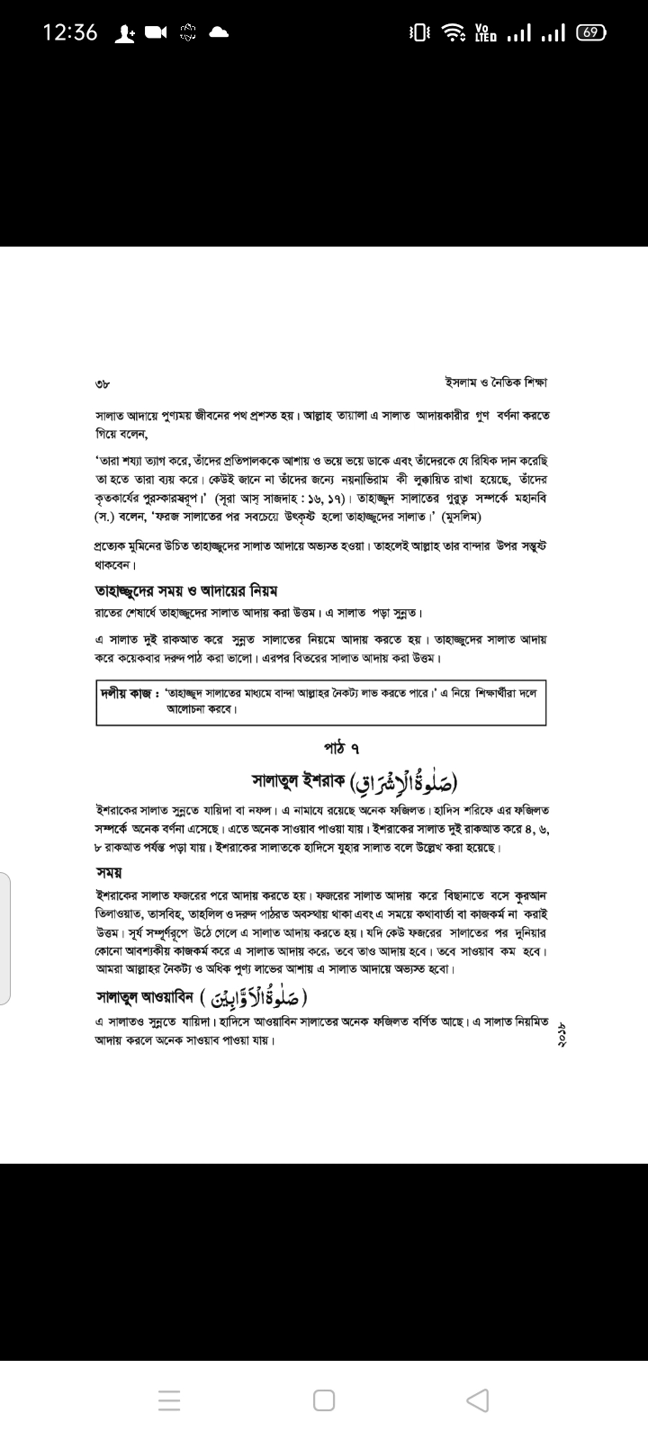 12:36
Vo
LTED
69
৩৮
ইসলাম ও নৈতিক শিক্ষা
সালাত আদায়ে পুণ্যময় জীবনের পথ প্রশস্ত হয়। আল্লাহ তায়ালা এ সালাত আদায়কারীর গুণ বর্ণনা করতে
গিয়ে বলেন,
‘তারা শয্যা ত্যাগ করে, তাঁদের প্রতিপালককে আশায় ও ভয়ে ভয়ে ডাকে এবং তাঁদেরকে যে রিযিক দান করেছি
তা হতে তারা ব্যয় করে। কেউই জানে না তাঁদের জন্যে নয়নাভিরাম কী লুক্কায়িত রাখা হয়েছে, তাঁদের
কৃতকার্যের পুরস্কারস্বরূপ।’ (সূরা আস্ সাজদাহ : ১৬, ১৭)। তাহাজ্জুদ সালাতের গুরুত্ব সম্পর্কে মহানবি
(স.) বলেন, ‘ফরজ সালাতের পর সবচেয়ে উৎকৃষ্ট হলো তাহাজ্জুদের সালাত।’ (মুসলিম)
প্রত্যেক মুমিনের উচিত তাহাজ্জুদের সালাত আদায়ে অভ্যস্ত হওয়া। তাহলেই আল্লাহ তার বান্দার উপর সন্তুষ্ট
থাকবেন।
তাহাজ্জুদের সময় ও আদায়ের নিয়ম
রাতের শেষার্ধে তাহাজ্জুদের সালাত আদায় করা উত্তম। এ সালাত পড়া সুন্নত।
এ সালাত দুই রাকআত করে সুন্নত সালাতের নিয়মে আদায় করতে হয়। তাহাজ্জুদের সালাত আদায়
করে কয়েকবার দরুদ পাঠ করা ভালো। এরপর বিতরের সালাত আদায় করা উত্তম।
দলীয় কাজ : ‘তাহাজ্জুদ সালাতের মাধ্যমে বান্দা আল্লাহর নৈকট্য লাভ করতে পারে।’ এ নিয়ে শিক্ষার্থীরা দলে
আলোচনা করবে।
পাঠ ৭
সালাতুল ইশরাক (صَلٰوةُ الْاِشْرَاقِ)
ইশরাকের সালাত সুন্নতে যায়িদা বা নফল। এ নামাযে রয়েছে অনেক ফজিলত। হাদিস শরিফে এর ফজিলত
সম্পর্কে অনেক বর্ণনা এসেছে। এতে অনেক সাওয়াব পাওয়া যায়। ইশরাকের সালাত দুই রাকআত করে ৪, ৬,
৮ রাকআত পর্যন্ত পড়া যায়। ইশরাকের সালাতকে হাদিসে যুহার সালাত বলে উল্লেখ করা হয়েছে।
সময়
ইশরাকের সালাত ফজরের পরে আদায় করতে হয়। ফজরের সালাত আদায় করে বিছানাতে বসে কুরআন
তিলাওয়াত, তাসবিহ, তাহলিল ও দরুদ পাঠরত অবস্থায় থাকা এবং এ সময়ে কথাবার্তা বা কাজকর্ম না করাই
উত্তম। সূর্য সম্পূর্ণরূপে উঠে গেলে এ সালাত আদায় করতে হয়। যদি কেউ ফজরের সালাতের পর দুনিয়ার
কোনো আবশ্যকীয় কাজকর্ম করে এ সালাত আদায় করে, তবে তাও আদায় হবে। তবে সাওয়াব কম হবে।
আমরা আল্লাহর নৈকট্য ও অধিক পুণ্য লাভের আশায় এ সালাত আদায়ে অভ্যস্ত হবো।
সালাতুল আওয়াবিন (صَلٰوةُ الْاَوَّابِيْنَ)
এ সালাতও সুন্নতে যায়িদা। হাদিসে আওয়াবিন সালাতের অনেক ফজিলত বর্ণিত আছে। এ সালাত নিয়মিত
আদায় করলে অনেক সাওয়াব পাওয়া যায়।
২০১৮